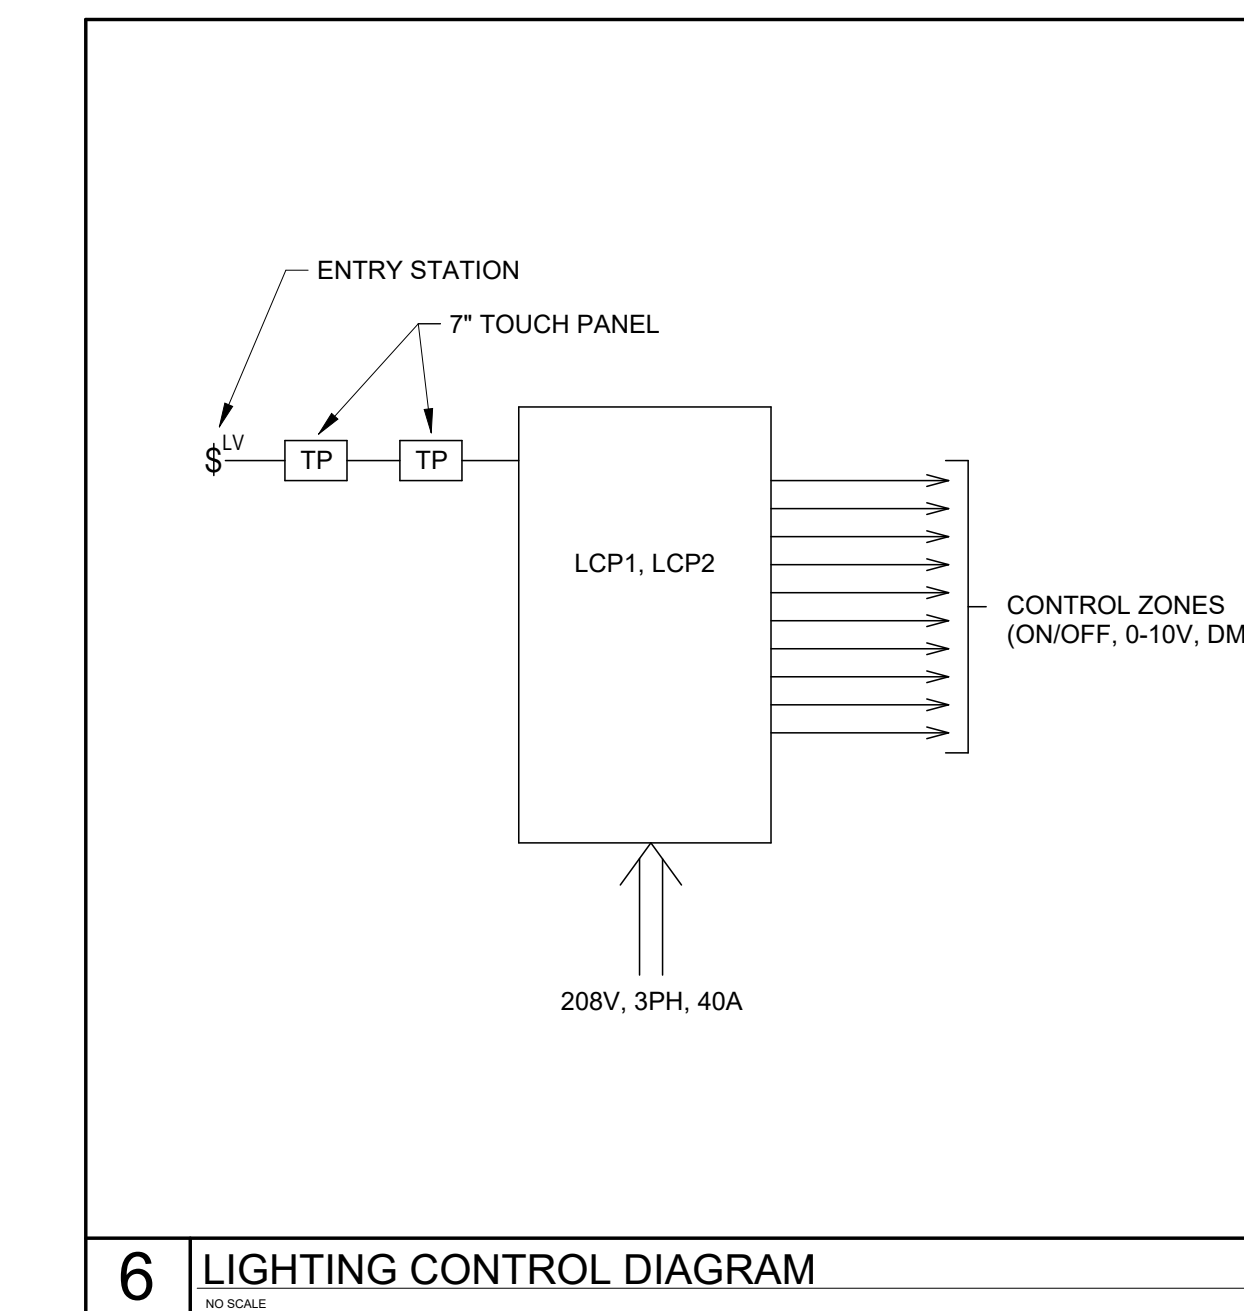 ENTRY STATION
7" TOUCH PANEL
$LV
TP
TP
LCP1, LCP2
CONTROL ZONES
(ON/OFF, 0-10V, DM
208V, 3PH, 40A
6
LIGHTING CONTROL DIAGRAM
NO SCALE